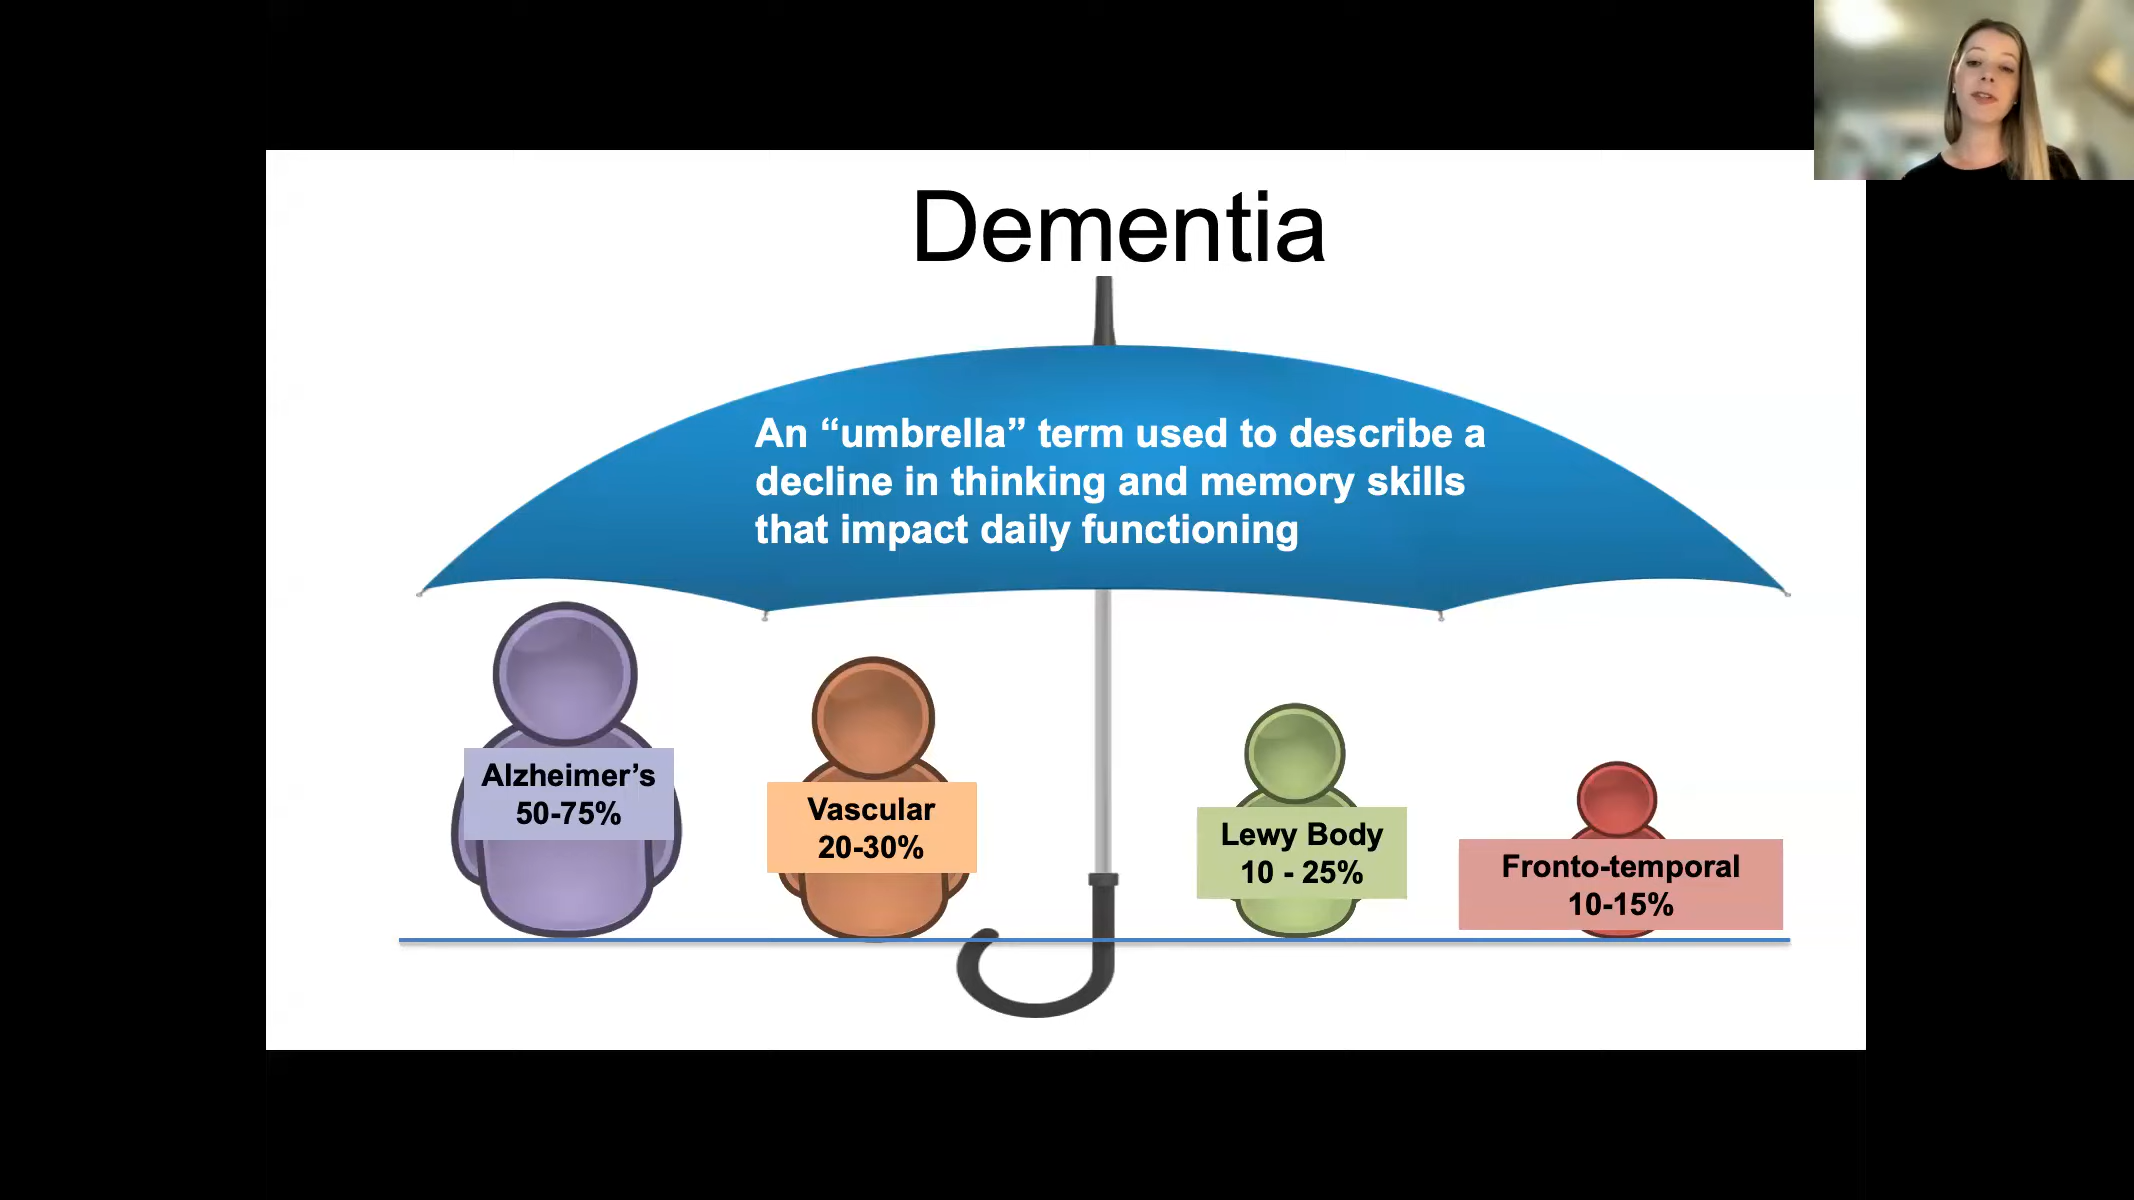 Dementia
An “umbrella” term used to describe a
decline in thinking and memory skills
that impact daily functioning
Alzheimer’s
50-75%
Vascular
20-30%
Lewy Body
10 - 25%
Fronto-temporal
10-15%